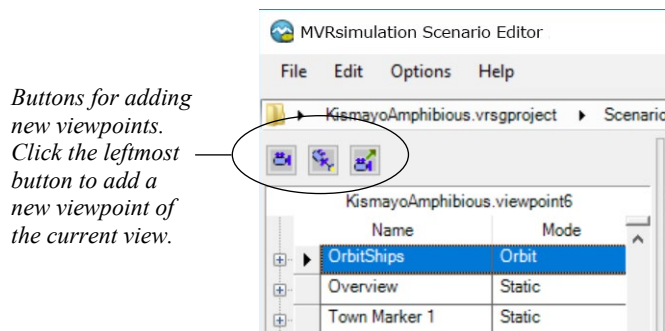 MVRsimulation Scenario Editor
File Edit Options Help
KismayoAmphibious.vrsgproject Scenario
Buttons for adding
new viewpoints.
Click the leftmost
button to add a
new viewpoint of
the current view.
KismayoAmphibious.viewpoint6
Name Mode
OrbitShips Orbit
Overview Static
Town Marker 1 Static